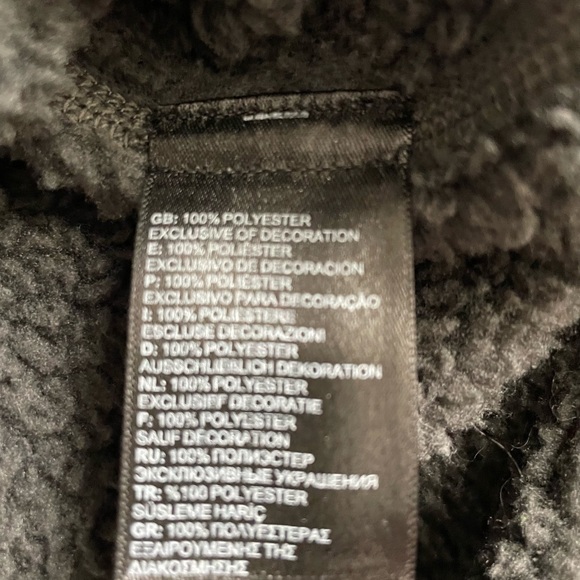 GB: 100% POLYESTER
EXCLUSIVE OF DECORATION
E: 100% POLIÉSTER
EXCLUSIVO DE DECORACIÓN
P: 100% POLIÉSTER
EXCLUSIVO PARA DECORAÇÃO
I: 100% POLIESTERE
ESCLUSE DECORAZIONI
D: 100% POLYESTER
AUSSCHLIEßLICH DEKORATION
NL: 100% POLYESTER
EXCLUSIEF DECORATIE
F: 100% POLYESTER
SAUF DÉCORATION
RU: 100% ПОЛИЭСТЕР
ЭКСКЛЮЗИВНЫЕ УКРАШЕНИЯ
TR: %100 POLYESTER
SÜSLEME HARİÇ
GR: 100% ΠΟΛΥΕΣΤΕΡΑΣ
ΕΞΑΙΡΟΥΜΕΝΗΣ ΤΗΣ
ΔΙΑΚΟΣΜΗΣΗΣ